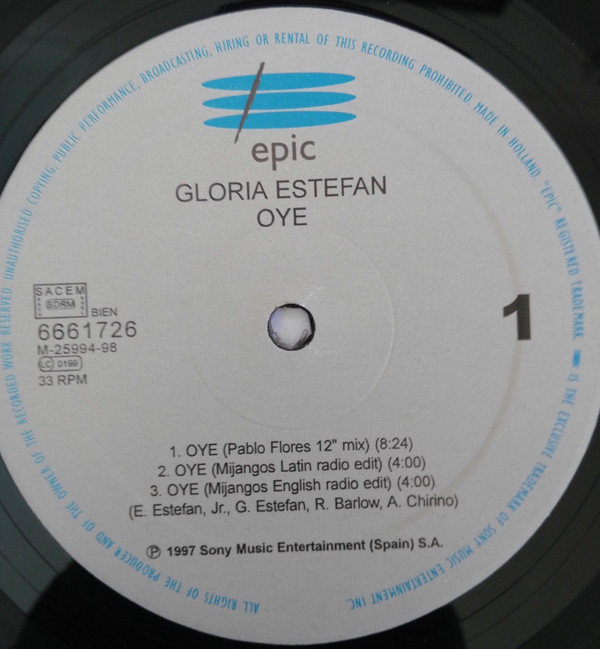 UNAUTHORISED COPYING, PUBLIC PERFORMANCE, BROADCASTING, HIRING OR RENTAL OF THIS RECORDING PROHIBITED. MADE IN HOLLAND. "EPIC" REGISTERED TRADEMARK IS THE EXCLUSIVE TRADEMARK OF SONY MUSIC ENTERTAINMENT INC.
ALL RIGHTS OF THE PRODUCER AND OF THE OWNER OF THE RECORDED WORK RESERVED.
epic
GLORIA ESTEFAN
OYE
SACEM
SDRM
BIEN
6661726
M-25994-98
LC 0199
33 RPM
1
1. OYE (Pablo Flores 12" mix) (8:24)
2. OYE (Mijangos Latin radio edit) (4:00)
3. OYE (Mijangos English radio edit) (4:00)
(E. Estefan, Jr., G. Estefan, R. Barlow, A. Chirino)
℗ 1997 Sony Music Entertainment (Spain) S.A.